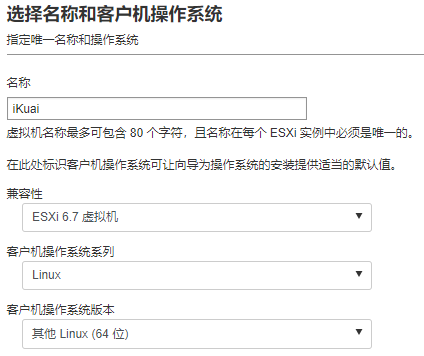 选择名称和客户机操作系统
指定唯一名称和操作系统
名称
iKuai
虚拟机名称最多可包含 80 个字符，且名称在每个 ESXi 实例中必须是唯一的。
在此处标识客户机操作系统可让向导为操作系统的安装提供适当的默认值。
兼容性
ESXi 6.7 虚拟机
客户机操作系统系列
Linux
客户机操作系统版本
其他 Linux (64 位)